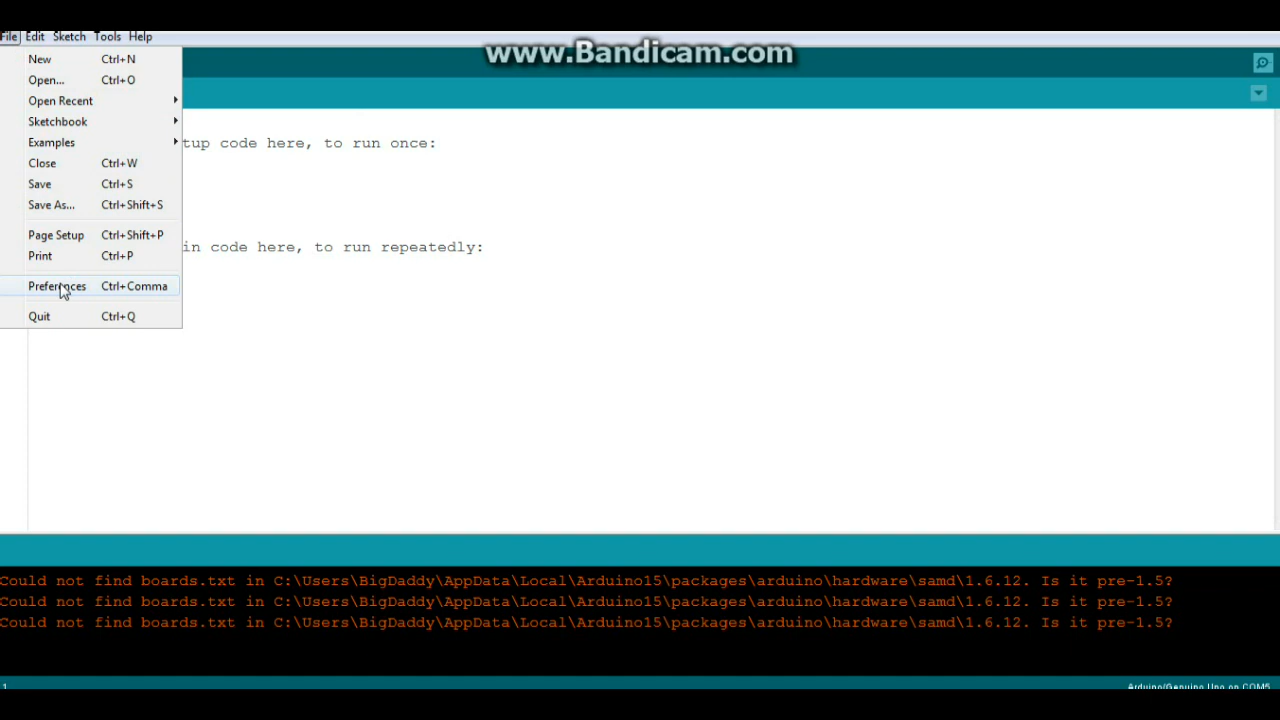 File Edit Sketch Tools Help
www.Bandicam.com
New Ctrl+N
Open... Ctrl+O
Open Recent
Sketchbook
Examples
Close Ctrl+W
Save Ctrl+S
Save As... Ctrl+Shift+S
Page Setup Ctrl+Shift+P
Print Ctrl+P
Preferences Ctrl+Comma
Quit Ctrl+Q
tup code here, to run once:
in code here, to run repeatedly:
Could not find boards.txt in C:\Users\BigDaddy\AppData\Local\Arduino15\packages\arduino\hardware\samd\1.6.12. Is it pre-1.5?
Could not find boards.txt in C:\Users\BigDaddy\AppData\Local\Arduino15\packages\arduino\hardware\samd\1.6.12. Is it pre-1.5?
Could not find boards.txt in C:\Users\BigDaddy\AppData\Local\Arduino15\packages\arduino\hardware\samd\1.6.12. Is it pre-1.5?
1 Arduino/Genuino Uno on COM5